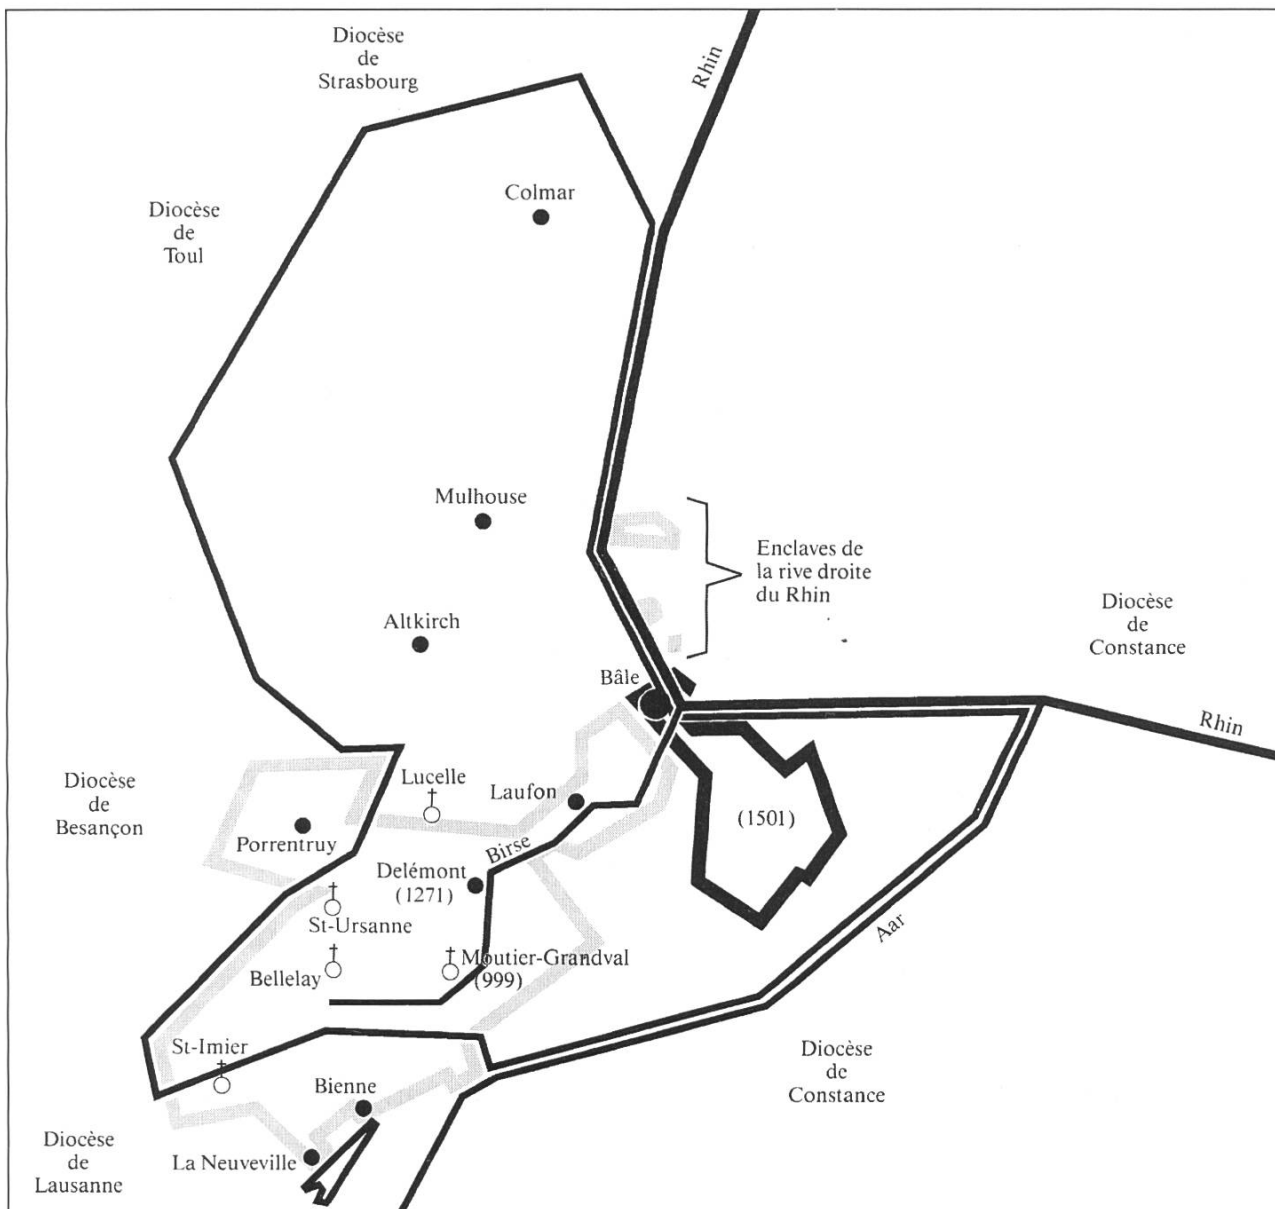 Diocèse
de
Strasbourg
Rhin
Colmar
Diocèse
de
Toul
Mulhouse
Enclaves de
la rive droite
du Rhin
Altkirch
Diocèse
de
Constance
Bâle
Rhin
Diocèse
de
Besançon
Lucelle
Laufon
(1501)
Porrentruy
Birse
Delémont
(1271)
St-Ursanne
Aar
Bellelay
Moutier-Grandval
(999)
St-Imier
Diocèse
de
Constance
Bienne
Diocèse
de
Lausanne
La Neuveville